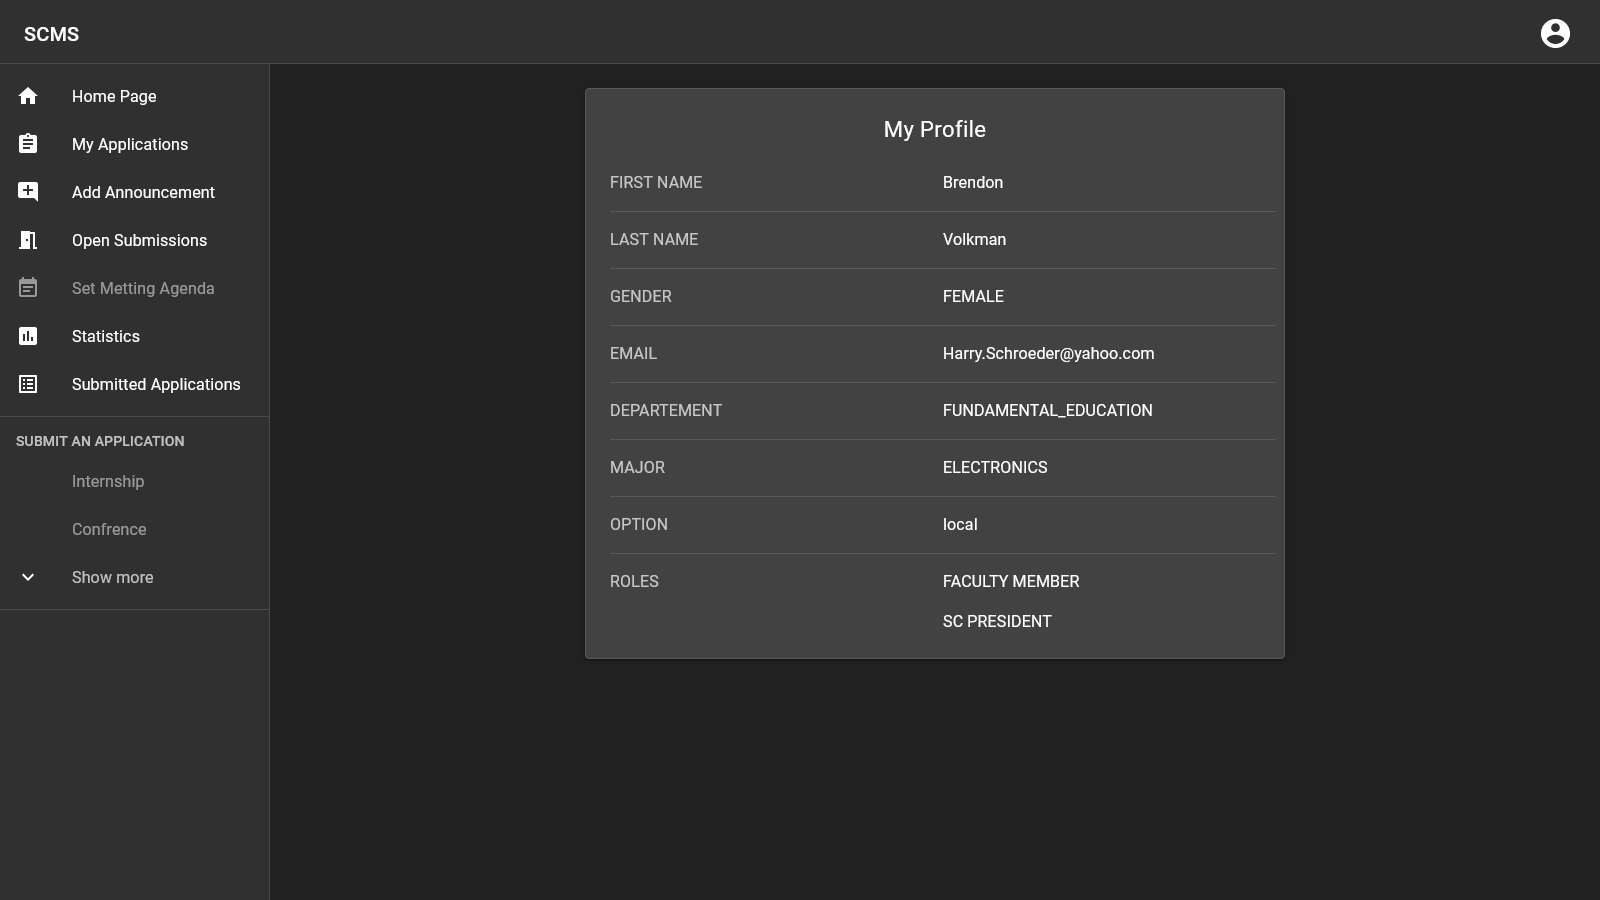 SCMS
Home Page
My Applications
Add Announcement
Open Submissions
Set Metting Agenda
Statistics
Submitted Applications
SUBMIT AN APPLICATION
Internship
Confrence
Show more
My Profile
FIRST NAME Brendon
LAST NAME Volkman
GENDER FEMALE
EMAIL Harry.Schroeder@yahoo.com
DEPARTEMENT FUNDAMENTAL_EDUCATION
MAJOR ELECTRONICS
OPTION local
ROLES FACULTY MEMBER
SC PRESIDENT